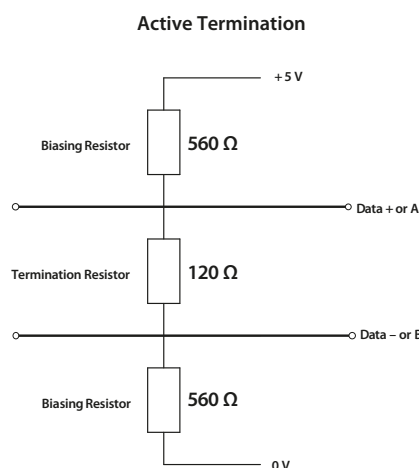 Active Termination
+ 5 V
Biasing Resistor 560 Ω
Data + or A
Termination Resistor 120 Ω
Data – or B
Biasing Resistor 560 Ω
0 V